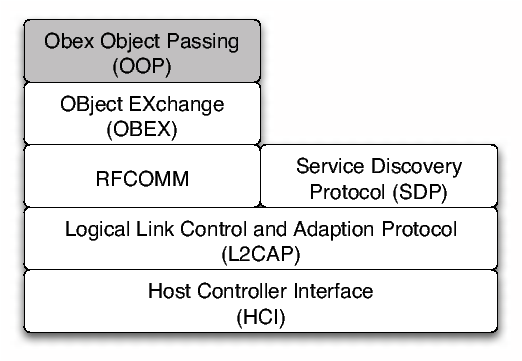 Obex Object Passing
(OOP)
OBject EXchange
(OBEX)
RFCOMM
Service Discovery
Protocol (SDP)
Logical Link Control and Adaption Protocol
(L2CAP)
Host Controller Interface
(HCI)